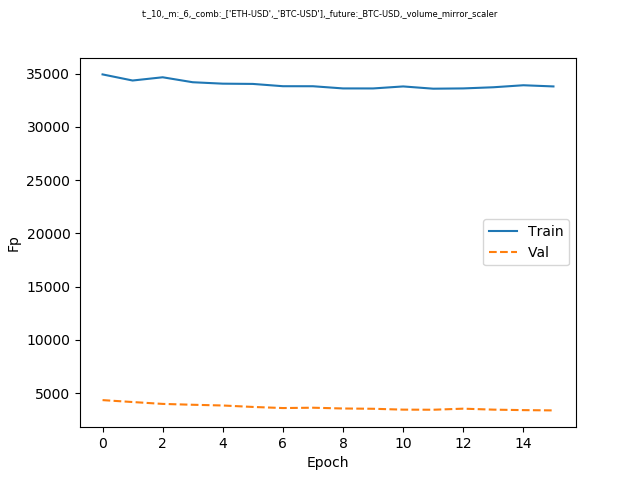 t:_10,_m:_6,_comb:_['ETH-USD',_'BTC-USD'],_future:_BTC-USD,_volume_mirror_scaler
35000
30000
25000
20000
15000
10000
5000
Fp
Train
Val
0 2 4 6 8 10 12 14
Epoch